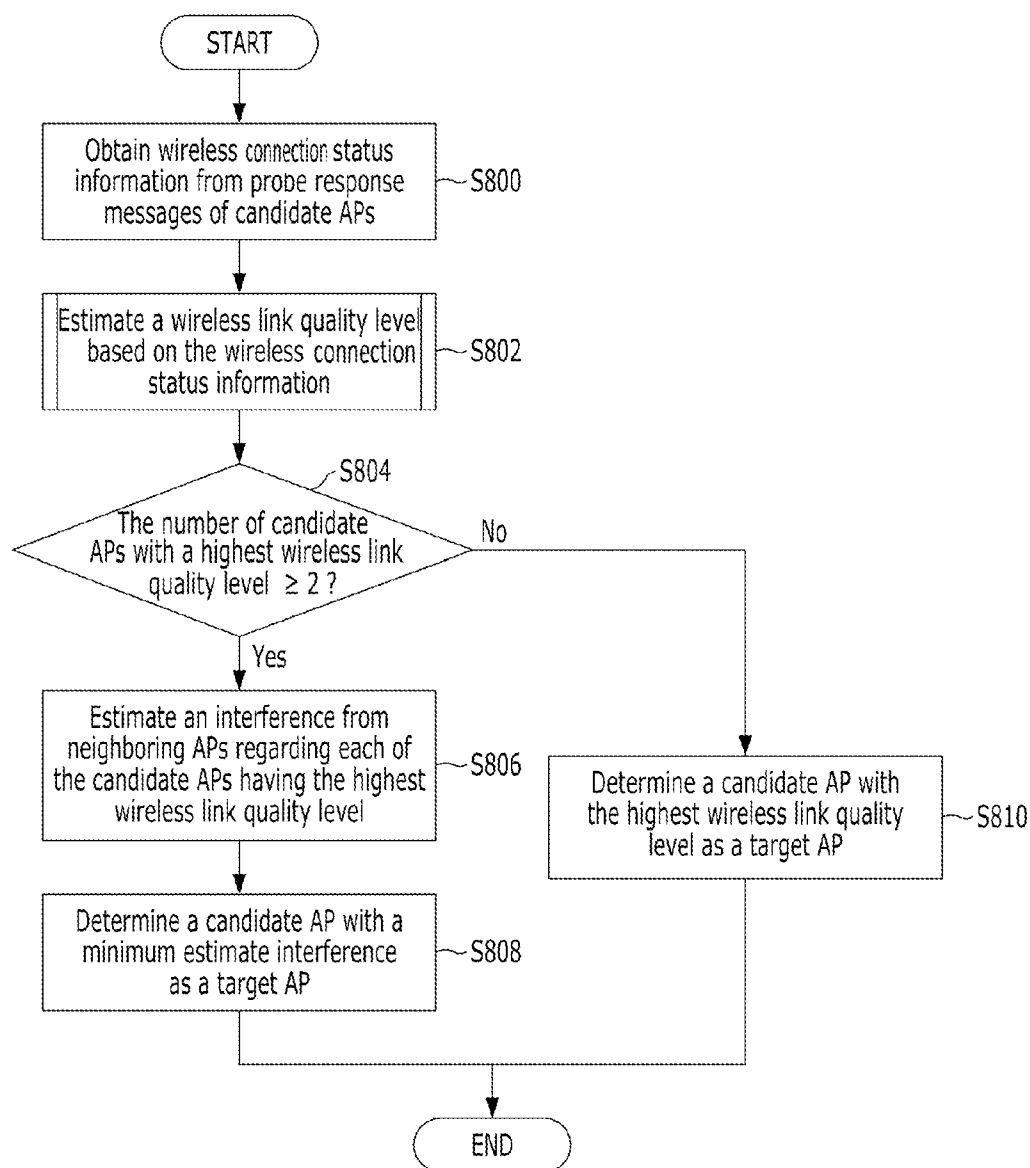 START
Obtain wireless connection status
information from probe response
messages of candidate APs
S800
Estimate a wireless link quality level
based on the wireless connection
status information
S802
S804
The number of candidate
APs with a highest wireless link
quality level ≥ 2 ?
No
Yes
Estimate an interference from
neighboring APs regarding each of
the candidate APs having the highest
wireless link quality level
S806
Determine a candidate AP with
the highest wireless link quality
level as a target AP
S810
Determine a candidate AP with a
minimum estimate interference
as a target AP
S808
END